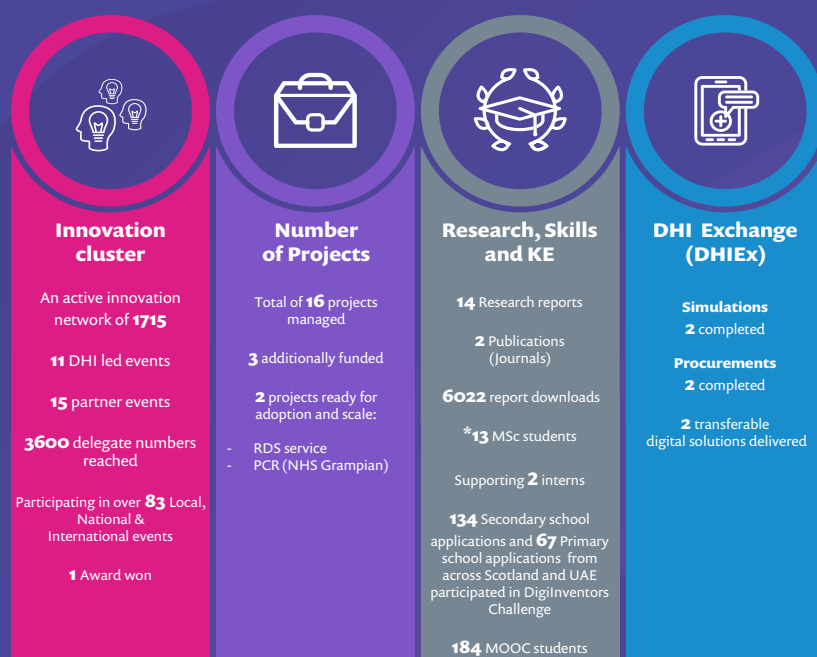 Innovation
cluster
An active innovation
network of 1715
11 DHI led events
15 partner events
3600 delegate numbers
reached
Participating in over 83 Local,
National &
International events
1 Award won
Number
of Projects
Total of 16 projects
managed
3 additionally funded
2 projects ready for
adoption and scale:
- RDS service
- PCR (NHS Grampian)
Research, Skills
and KE
14 Research reports
2 Publications
(Journals)
6022 report downloads
*13 MSc students
Supporting 2 interns
134 Secondary school
applications and 67 Primary
school applications from
across Scotland and UAE
participated in DigiInventors
Challenge
184 MOOC students
DHI Exchange
(DHIEx)
Simulations
2 completed
Procurements
2 completed
2 transferable
digital solutions delivered